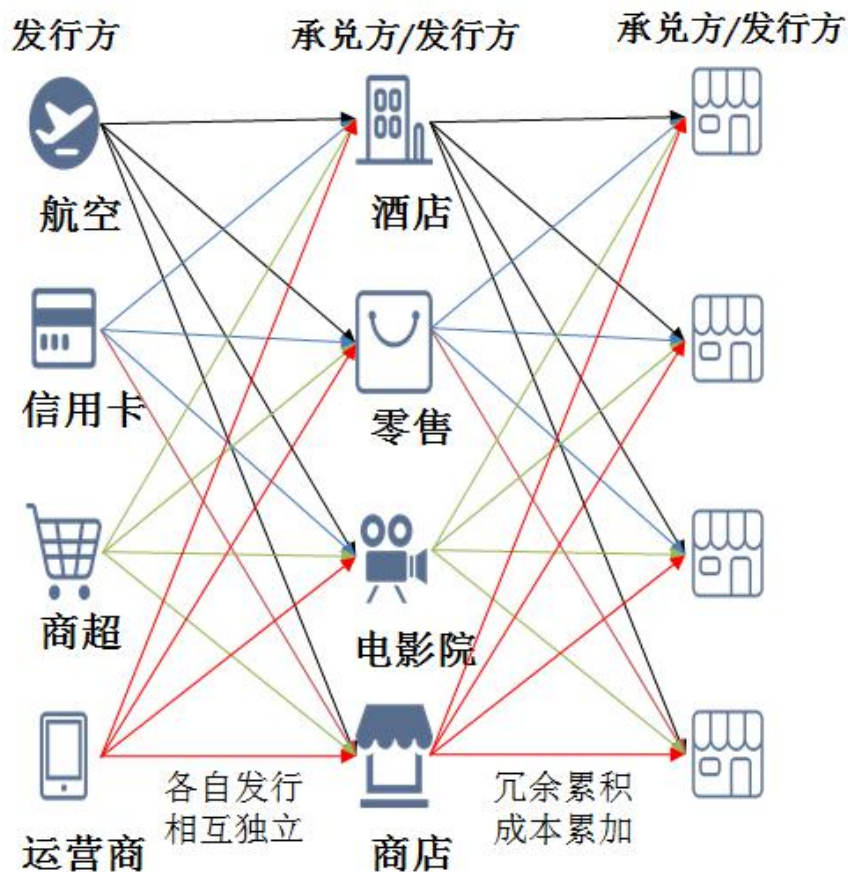 发行方
承兑方/发行方
承兑方/发行方
航空
酒店
信用卡
零售
商超
电影院
各自发行
相互独立
冗余累积
成本累加
运营商
商店